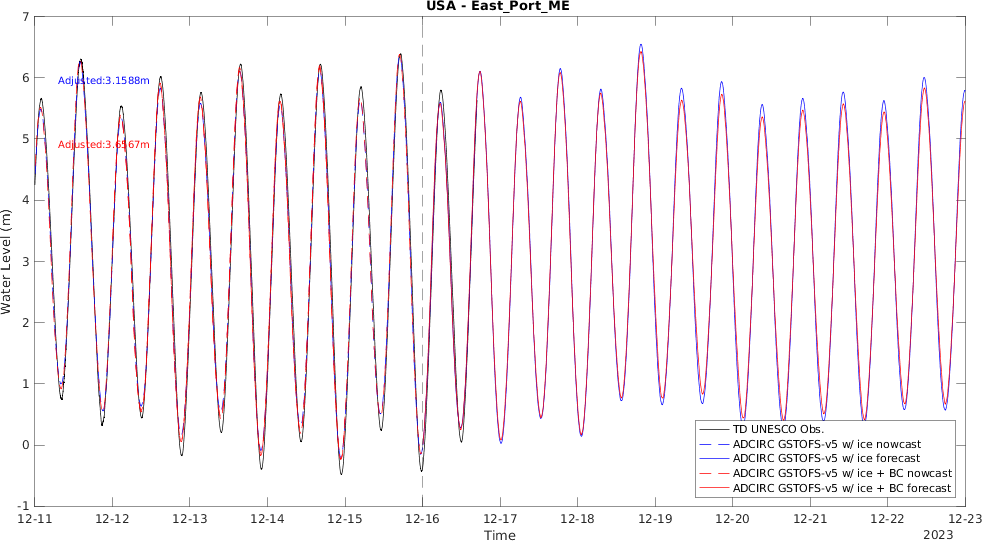 USA - East_Port_ME
7
6
5
4
3
2
1
0
-1
Water Level (m)
Adjusted:3.1588m
Adjusted:3.6567m
TD UNESCO Obs.
ADCIRC GSTOFS-v5 w/ ice nowcast
ADCIRC GSTOFS-v5 w/ ice forecast
ADCIRC GSTOFS-v5 w/ ice + BC nowcast
ADCIRC GSTOFS-v5 w/ ice + BC forecast
12-11 12-12 12-13 12-14 12-15 12-16 12-17 12-18 12-19 12-20 12-21 12-22 12-23
Time 2023